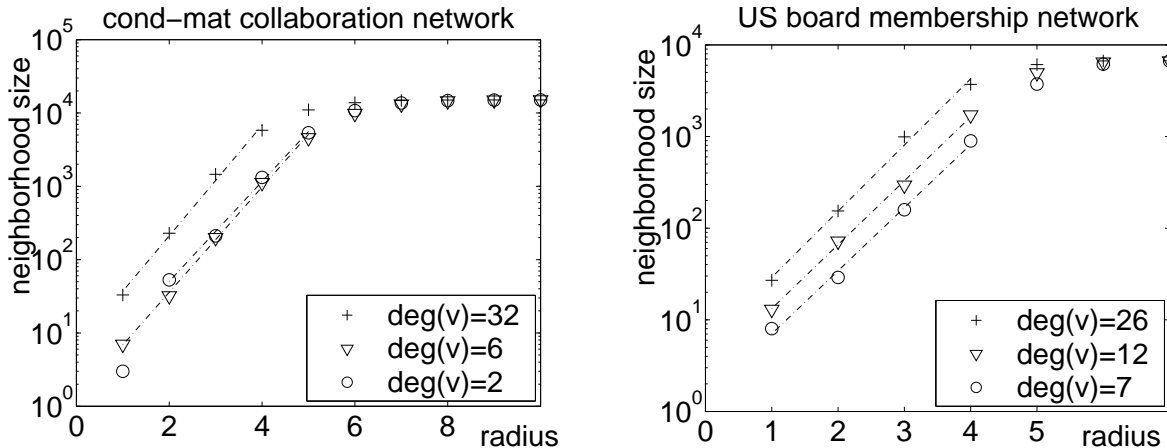 cond−mat collaboration network
neighborhood size
10^5
10^4
10^3
10^2
10^1
10^0
0 2 4 6 8 radius
deg(v)=32
deg(v)=6
deg(v)=2
US board membership network
neighborhood size
10^4
10^3
10^2
10^1
10^0
0 1 2 3 4 5 radius
deg(v)=26
deg(v)=12
deg(v)=7